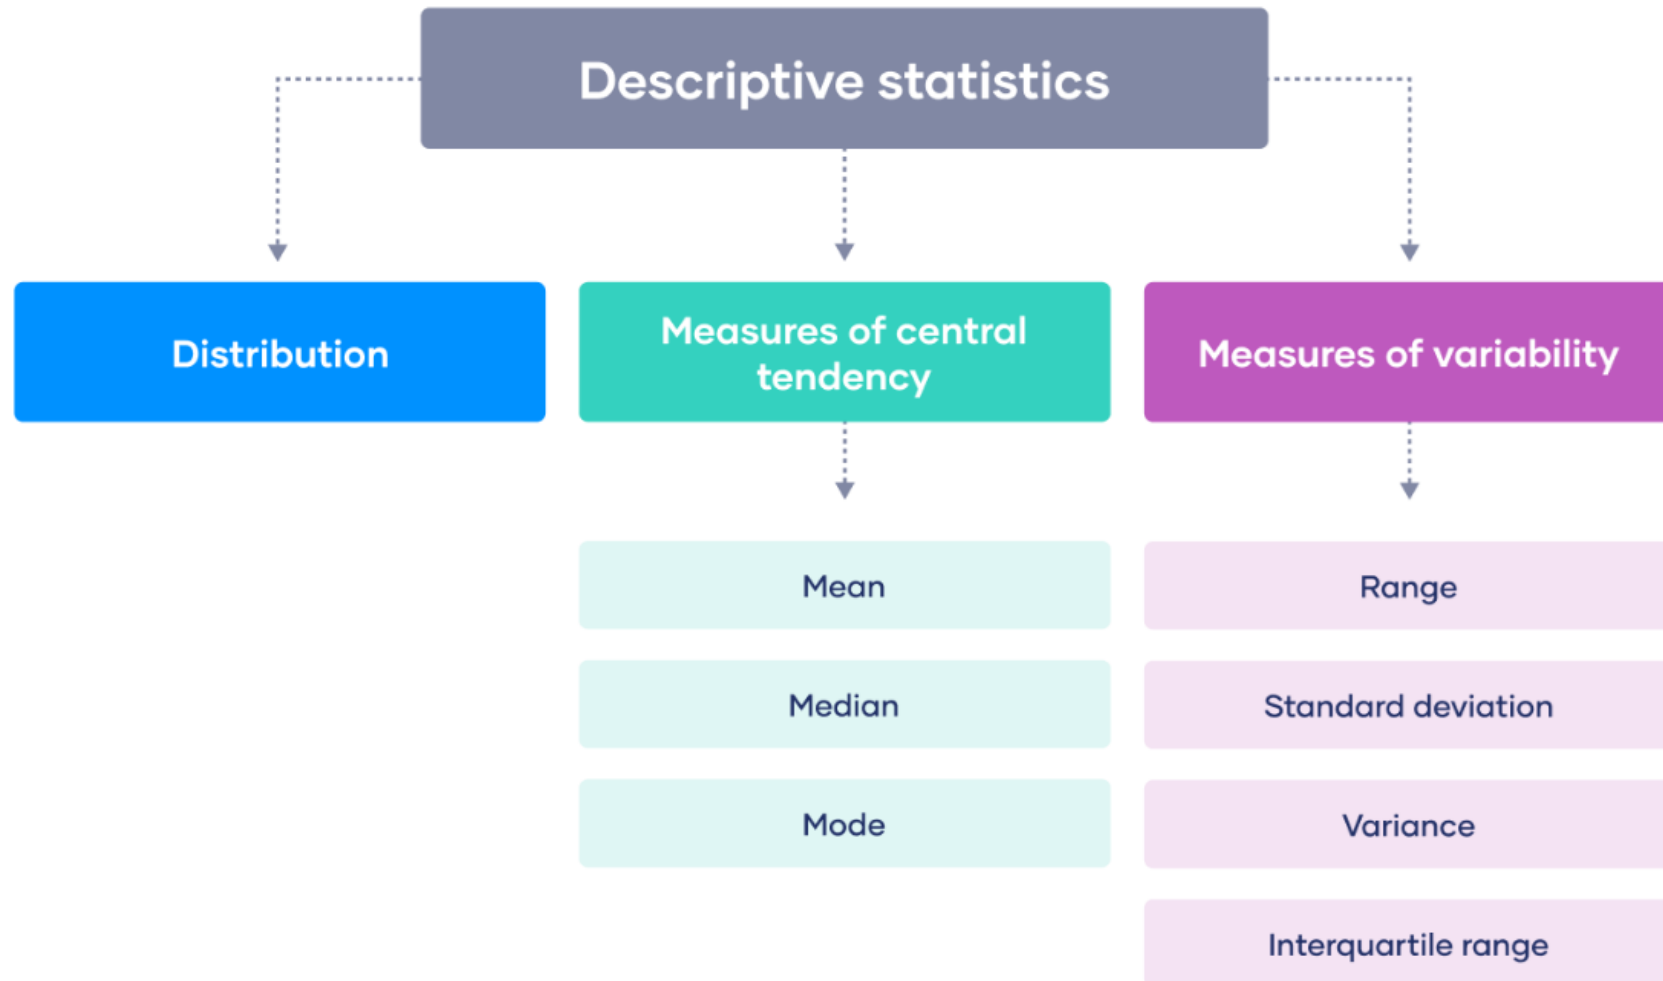 Descriptive statistics
Distribution
Measures of central
tendency
Measures of variability
Mean
Median
Mode
Range
Standard deviation
Variance
Interquartile range